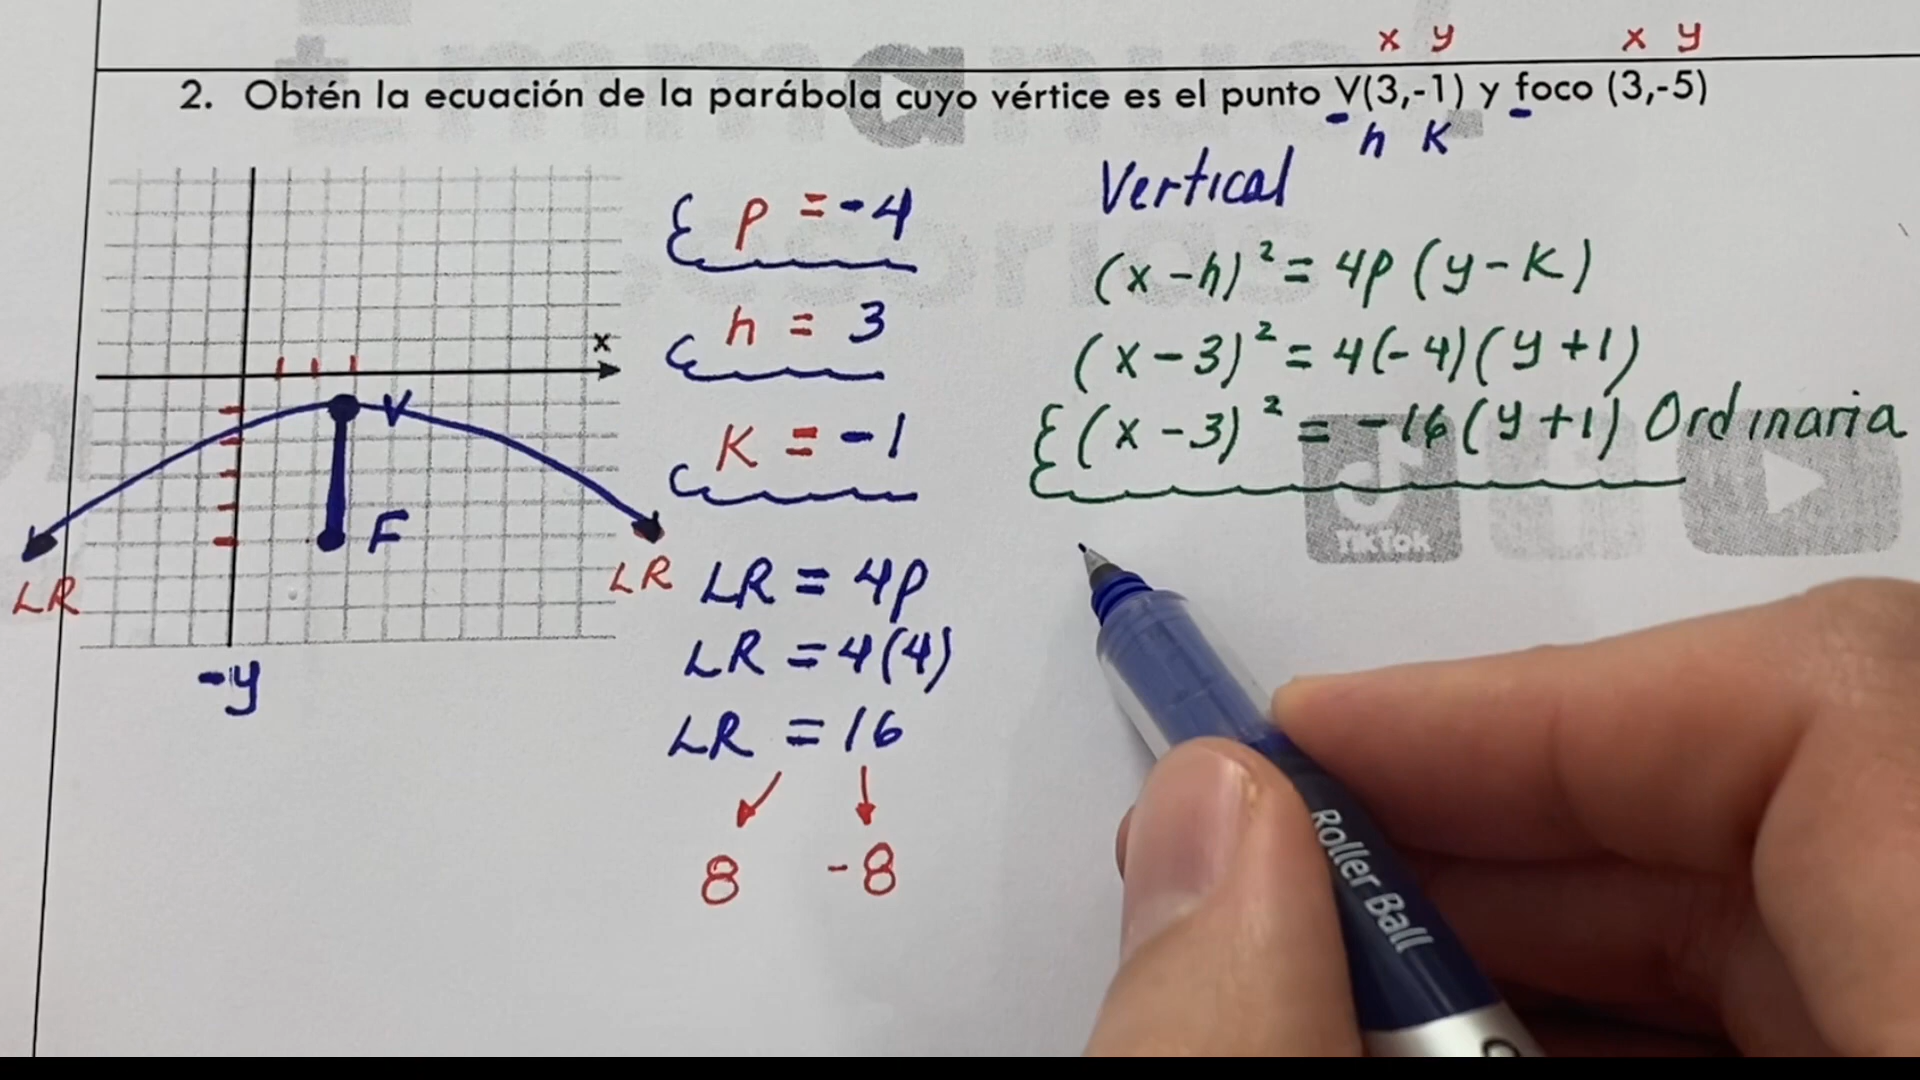 x y x y
2. Obtén la ecuación de la parábola cuyo vértice es el punto V(3,-1) y foco (3,-5)
h K
Vertical
x
V
F
LR
LR
-y
p = -4
h = 3
K = -1
LR = 4p
LR = 4(4)
LR = 16
8 -8
(x-h)² = 4p(y-K)
(x-3)² = 4(-4)(y+1)
(x-3)² = -16(y+1) Ordinaria
TikTok
Roller Ball